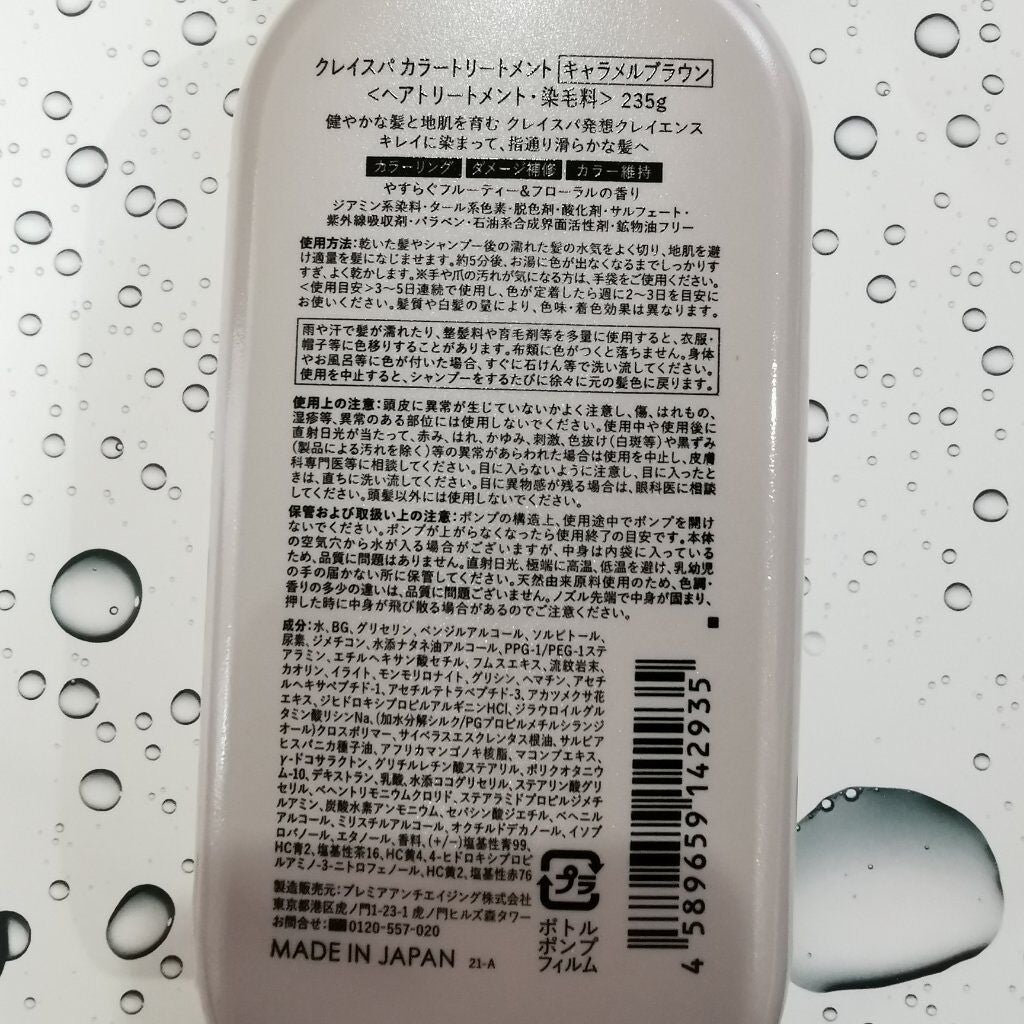 クレイスパ カラートリートメント キャラメルブラウン
<ヘアトリートメント・染毛料> 235g
健やかな髪と地肌を育む クレイスパ発想クレイエンス
キレイに染まって、指通り滑らかな髪へ
カラーリング ダメージ補修 カラー維持
やすらぐフルーティー&フローラルの香り
ジアミン系染料・タール系色素・脱色剤・酸化剤・サルフェート・
紫外線吸収剤・パラベン・石油系合成界面活性剤・鉱物油フリー
使用方法:乾いた髪やシャンプー後の濡れた髪の水気をよく切り、地肌を避
け適量を髪になじませます。約5分後、お湯に色が出なくなるまでしっかりす
すぎ、よく乾かします。※手や爪の汚れが気になる方は、手袋をご使用ください。
<使用目安>3~5日連続で使用し、色が定着したら週に2~3日を目安に
お使いください。髪質や白髪の量により、色味・着色効果は異なります。
雨や汗で髪が濡れたり、整髪料や育毛剤等を多量に使用すると、衣服・
帽子等に色移りすることがあります。布類に色がつくと落ちません。身体
やお風呂等に色が付いた場合、すぐに石けん等で洗い流してください。
使用を中止すると、シャンプーをするたびに徐々に元の髪色に戻ります。
使用上の注意:頭皮に異常が生じていないかよく注意し、傷、はれもの、
湿疹等、異常のある部位には使用しないでください。使用中や使用後に
直射日光が当たって、赤み、はれ、かゆみ、刺激、色抜け(白斑等)や黒ずみ
(製品による汚れを除く)等の異常があらわれた場合は使用を中止し、皮膚
科専門医等に相談してください。目に入らないように注意し、目に入ったと
きは、直ちに洗い流してください。目に異物感が残る場合は、眼科医に相談
してください。頭髪以外には使用しないでください。
保管および取扱い上の注意:ポンプの構造上、使用途中でポンプを開け
ないでください。ポンプが上がらなくなったら使用終了の目安です。本体
の空気穴から水が入る場合がございますが、中身は内袋に入っている
ため、品質に問題はありません。直射日光、極端に高温、低温を避け、乳幼児
の手の届かない所に保管してください。天然由来原料使用のため、色調・
香りの多少の違いは、品質に問題ございません。ノズル先端で中身が固まり、
押した時に中身が飛び散る場合があるのでご注意ください。
成分:水、BG、グリセリン、ベンジルアルコール、ソルビトール、
尿素、ジメチコン、水添ナタネ油アルコール、PPG-1/PEG-1ステ
アラミン、エチルヘキサン酸セチル、フムスエキス、流紋岩末、
カオリン、イライト、モンモリロナイト、グリシン、ヘマチン、アセチ
ルヘキサペプチド-1、アセチルテトラペプチド-3、アカツメクサ花
エキス、ジヒドロキシプロピルアルギニンHCl、ジラウロイルグル
タミン酸リシンNa、(加水分解シルク/PGプロピルメチルシランジ
オール)クロスポリマー、サイペラスエスクレンタス根油、サルビア
ヒスパニカ種子油、アフリカマンゴノキ核脂、マコンブエキス、
γ-ドコサラクトン、グリチルレチン酸ステアリル、ポリクオタニウ
ム-10、デキストラン、乳酸、水添ココグリセリル、ステアリン酸グリ
セリル、ベヘントリモニウムクロリド、ステアラミドプロピルジメチ
ルアミン、炭酸水素アンモニウム、セバシン酸ジエチル、ベヘニル
アルコール、ミリスチルアルコール、オクチルドデカノール、イソプ
ロパノール、エタノール、香料、(+/-)塩基性青99、
HC青2、塩基性茶16、HC黄4、4-ヒドロキシプロピ
ルアミノ-3-ニトロフェノール、HC黄2、塩基性赤76
製造販売元:プレミアアンチエイジング株式会社
東京都港区虎ノ門1-23-1 虎ノ門ヒルズ森タワー
お問合せ:0120-557-020
MADE IN JAPAN 21-A
プラ
ボトル
ポンプ
フィルム
4 589659 142935